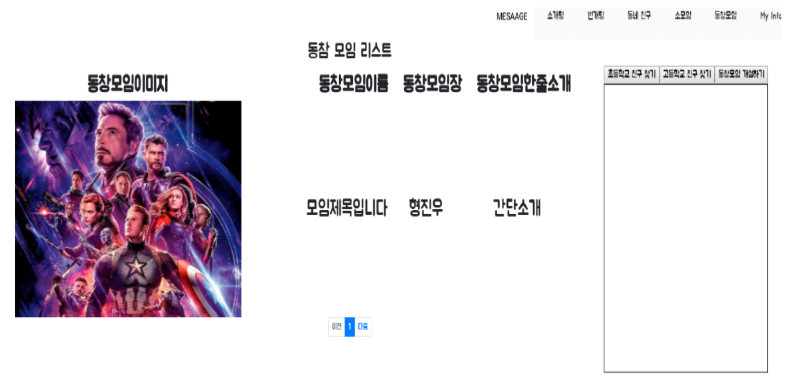 MESAAGE 소개팅 번개팅 동네 친구 소모임 동창모임 My Info
동참 모임 리스트
동창모임이미지 동창모임이름 동창모임장 동창모임한줄소개
초등학교 친구 찾기 고등학교 친구 찾기 동창모임 개설하기
모임제목입니다 형진우 간단소개
이전 1 다음